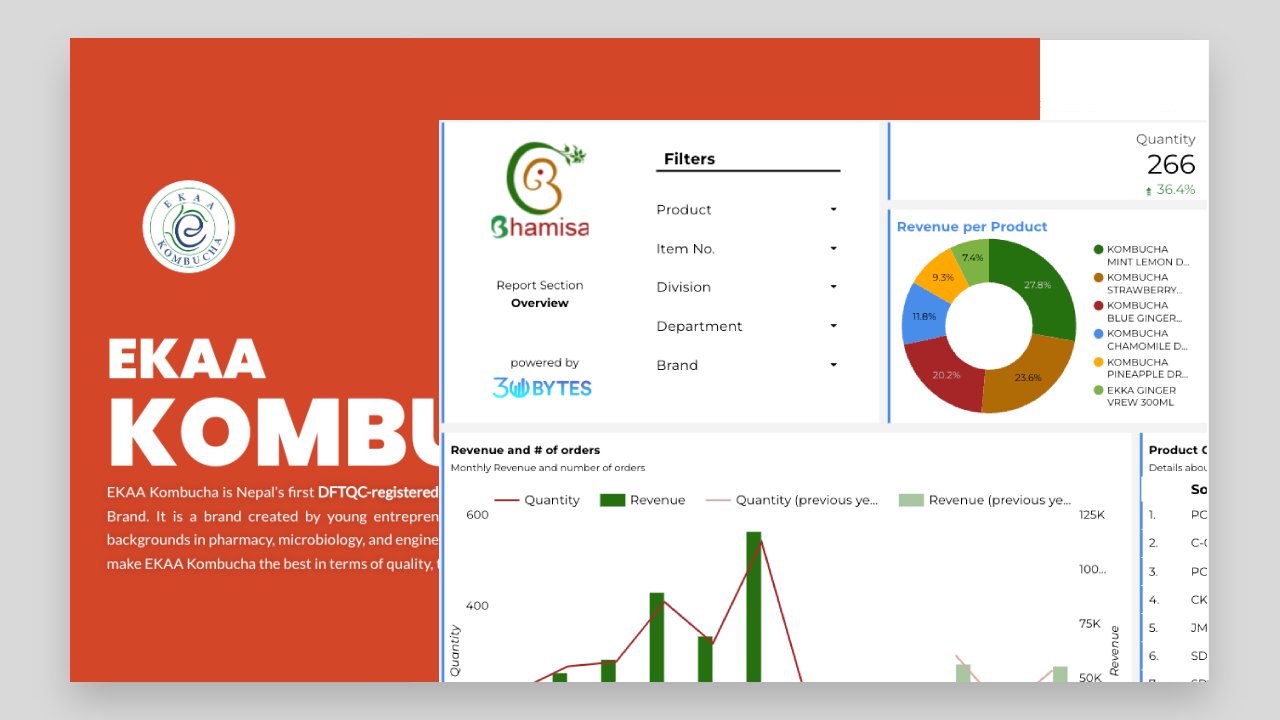 EKAA
KOMBUCHA
EKAA
KOMBU
EKAA Kombucha is Nepal's first DFTQC-registered
Brand. It is a brand created by young entrepren
backgrounds in pharmacy, microbiology, and engine
make EKAA Kombucha the best in terms of quality,
Bhamisa
Report Section
Overview
powered by
30BYTES
Filters
Product
Item No.
Division
Department
Brand
Quantity
266
36.4%
Revenue per Product
27.8%
23.6%
20.2%
11.8%
9.3%
7.4%
KOMBUCHA
MINT LEMON D...
KOMBUCHA
STRAWBERRY...
KOMBUCHA
BLUE GINGER...
KOMBUCHA
CHAMOMILE D...
KOMBUCHA
PINEAPPLE DR...
EKKA GINGER
VREW 300ML
Revenue and # of orders
Monthly Revenue and number of orders
Quantity Revenue Quantity (previous ye... Revenue (previous ye...
600
400
Quantity
125K
100...
75K
50K
Revenue
Product
Details abou
So
1. PC
2. C-
3. PC
4. CK
5. JM
6. SD